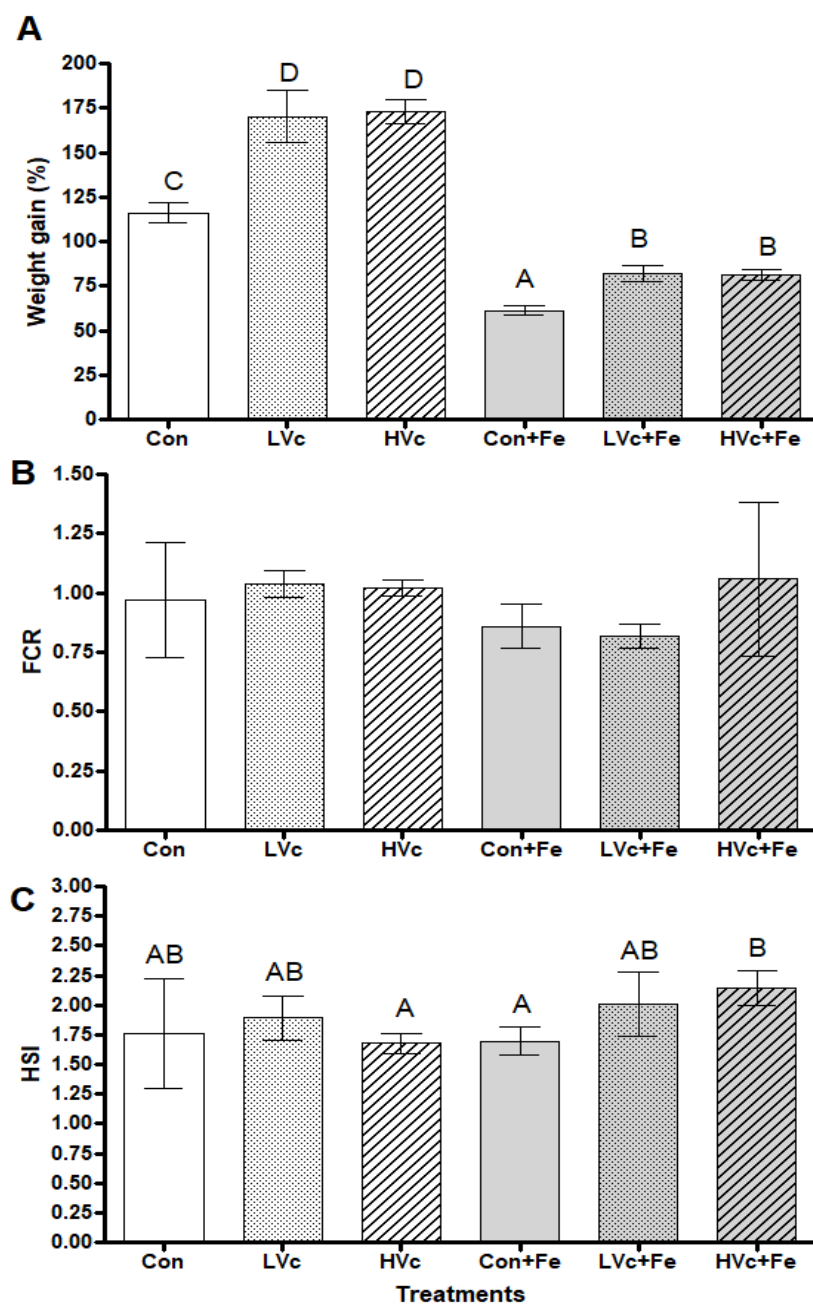 A
Weight gain (%)
200
175
150
125
100
75
50
25
0
C
D
D
A
B
B
Con
LVc
HVc
Con+Fe
LVc+Fe
HVc+Fe
B
FCR
1.50
1.25
1.00
0.75
0.50
0.25
0.00
Con
LVc
HVc
Con+Fe
LVc+Fe
HVc+Fe
C
HSI
3.00
2.75
2.50
2.25
2.00
1.75
1.50
1.25
1.00
0.75
0.50
0.25
0.00
AB
AB
A
A
AB
B
Con
LVc
HVc
Con+Fe
LVc+Fe
HVc+Fe
Treatments